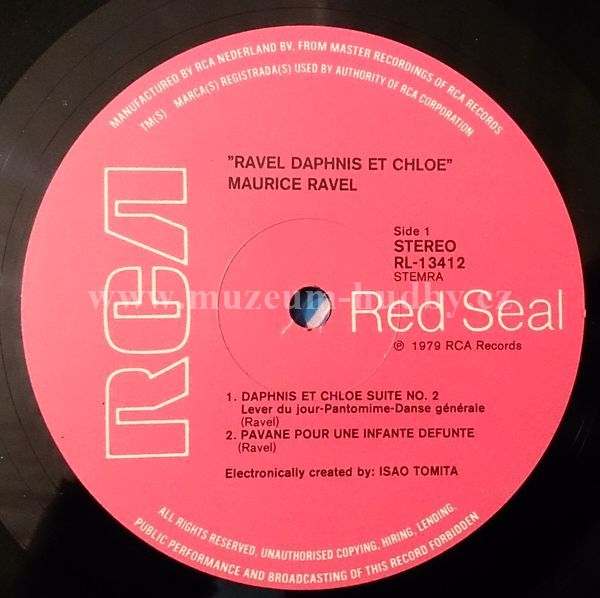 MANUFACTURED BY RCA NEDERLAND BV, FROM MASTER RECORDINGS OF RCA RECORDS
TM(S) MARCA(S) REGISTRADA(S) USED BY AUTHORITY OF RCA CORPORATION
"RAVEL DAPHNIS ET CHLOE"
MAURICE RAVEL
Side 1
STEREO
RL-13412
STEMRA
www.muzeum-hudby.cz
RCA
Red Seal
℗ 1979 RCA Records
1. DAPHNIS ET CHLOE SUITE NO. 2
Lever du jour-Pantomime-Danse générale
(Ravel)
2. PAVANE POUR UNE INFANTE DEFUNTE
(Ravel)
Electronically created by: ISAO TOMITA
ALL RIGHTS RESERVED, UNAUTHORISED COPYING, HIRING, LENDING,
PUBLIC PERFORMANCE AND BROADCASTING OF THIS RECORD FORBIDDEN